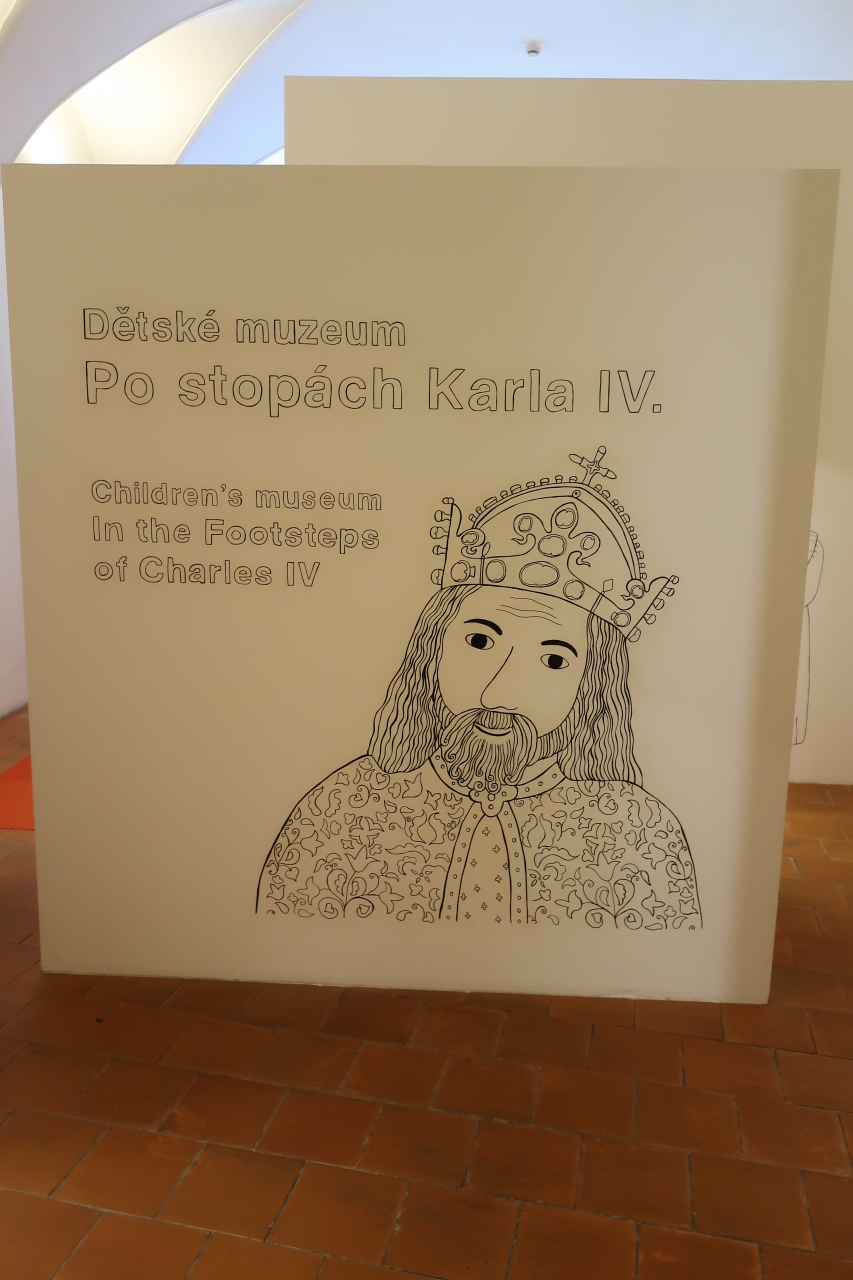 Dětské muzeum
Po stopách Karla IV.
Children's museum
In the Footsteps
of Charles IV